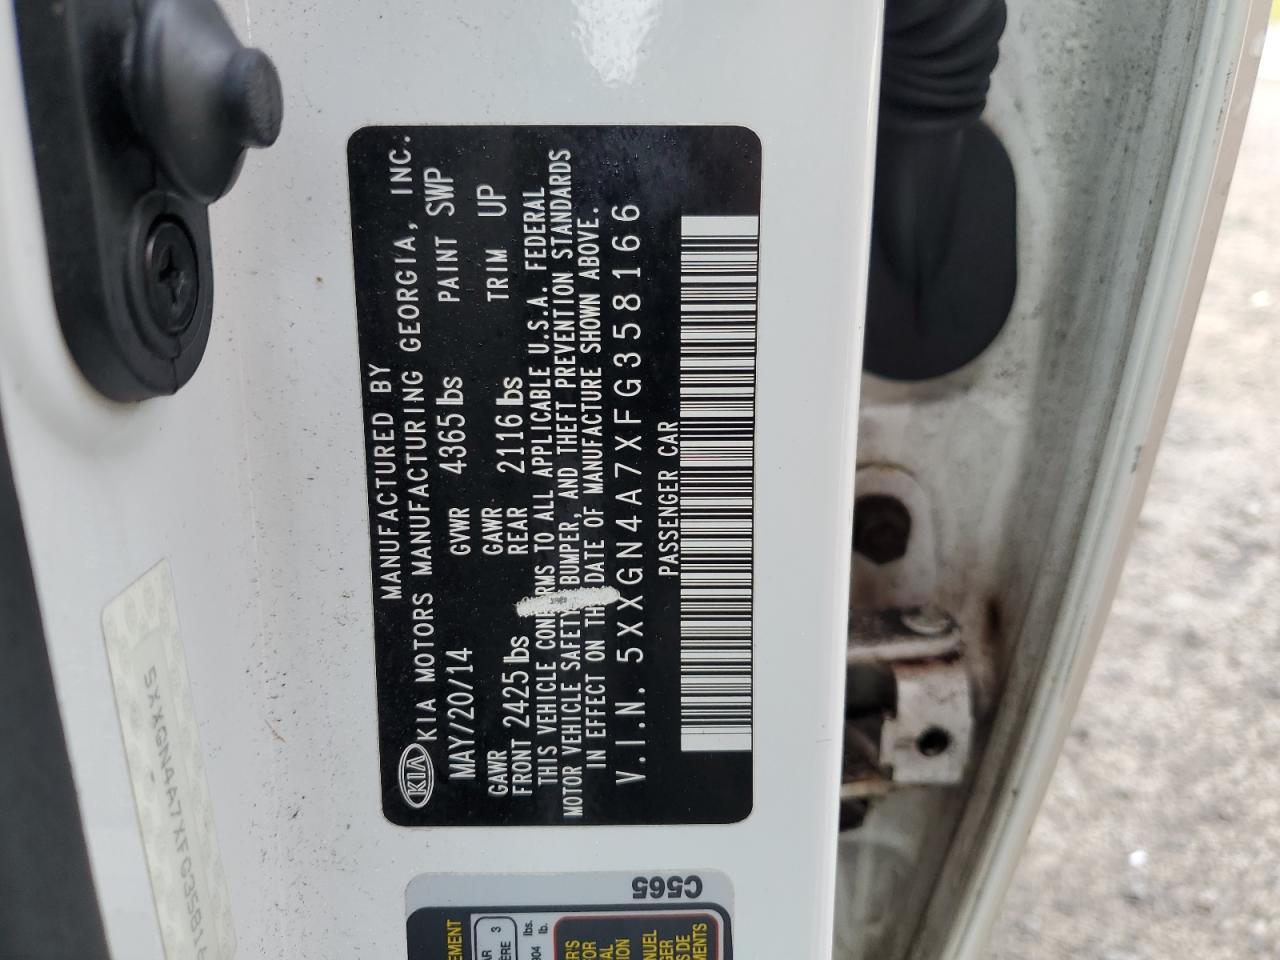 MANUFACTURED BY
KIA KIA MOTORS MANUFACTURING GEORGIA, INC.
MAY/20/14 GVWR 4365 lbs PAINT SWP
GAWR FRONT 2425 lbs GAWR REAR 2116 lbs TRIM UP
THIS VEHICLE CON RMS TO ALL APPLICABLE U.S.A. FEDERAL
MOTOR VEHICLE SAFETY BUMPER, AND THEFT PREVENTION STANDARDS
IN EFFECT ON TH DATE OF MANUFACTURE SHOWN ABOVE.
V.I.N. 5XXGN4A7XFG358166
PASSENGER CAR
5XXGN4A7XFG3581
C565